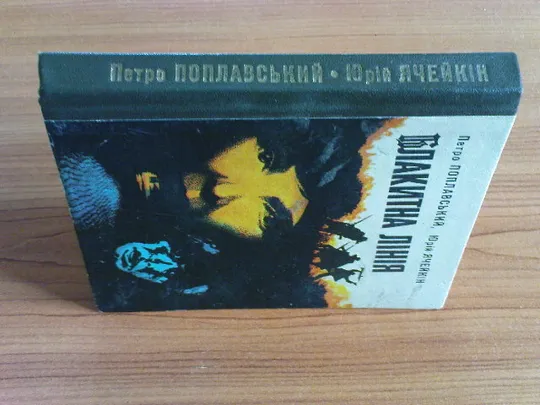 Петро ПОПЛАВСЬКИЙ • Юрій ЯЧЕЙКІН
Петро ПОПЛАВСЬКИЙ, Юрій ЯЧЕЙКІН
БЛАКИТНА ЛІНІЯ